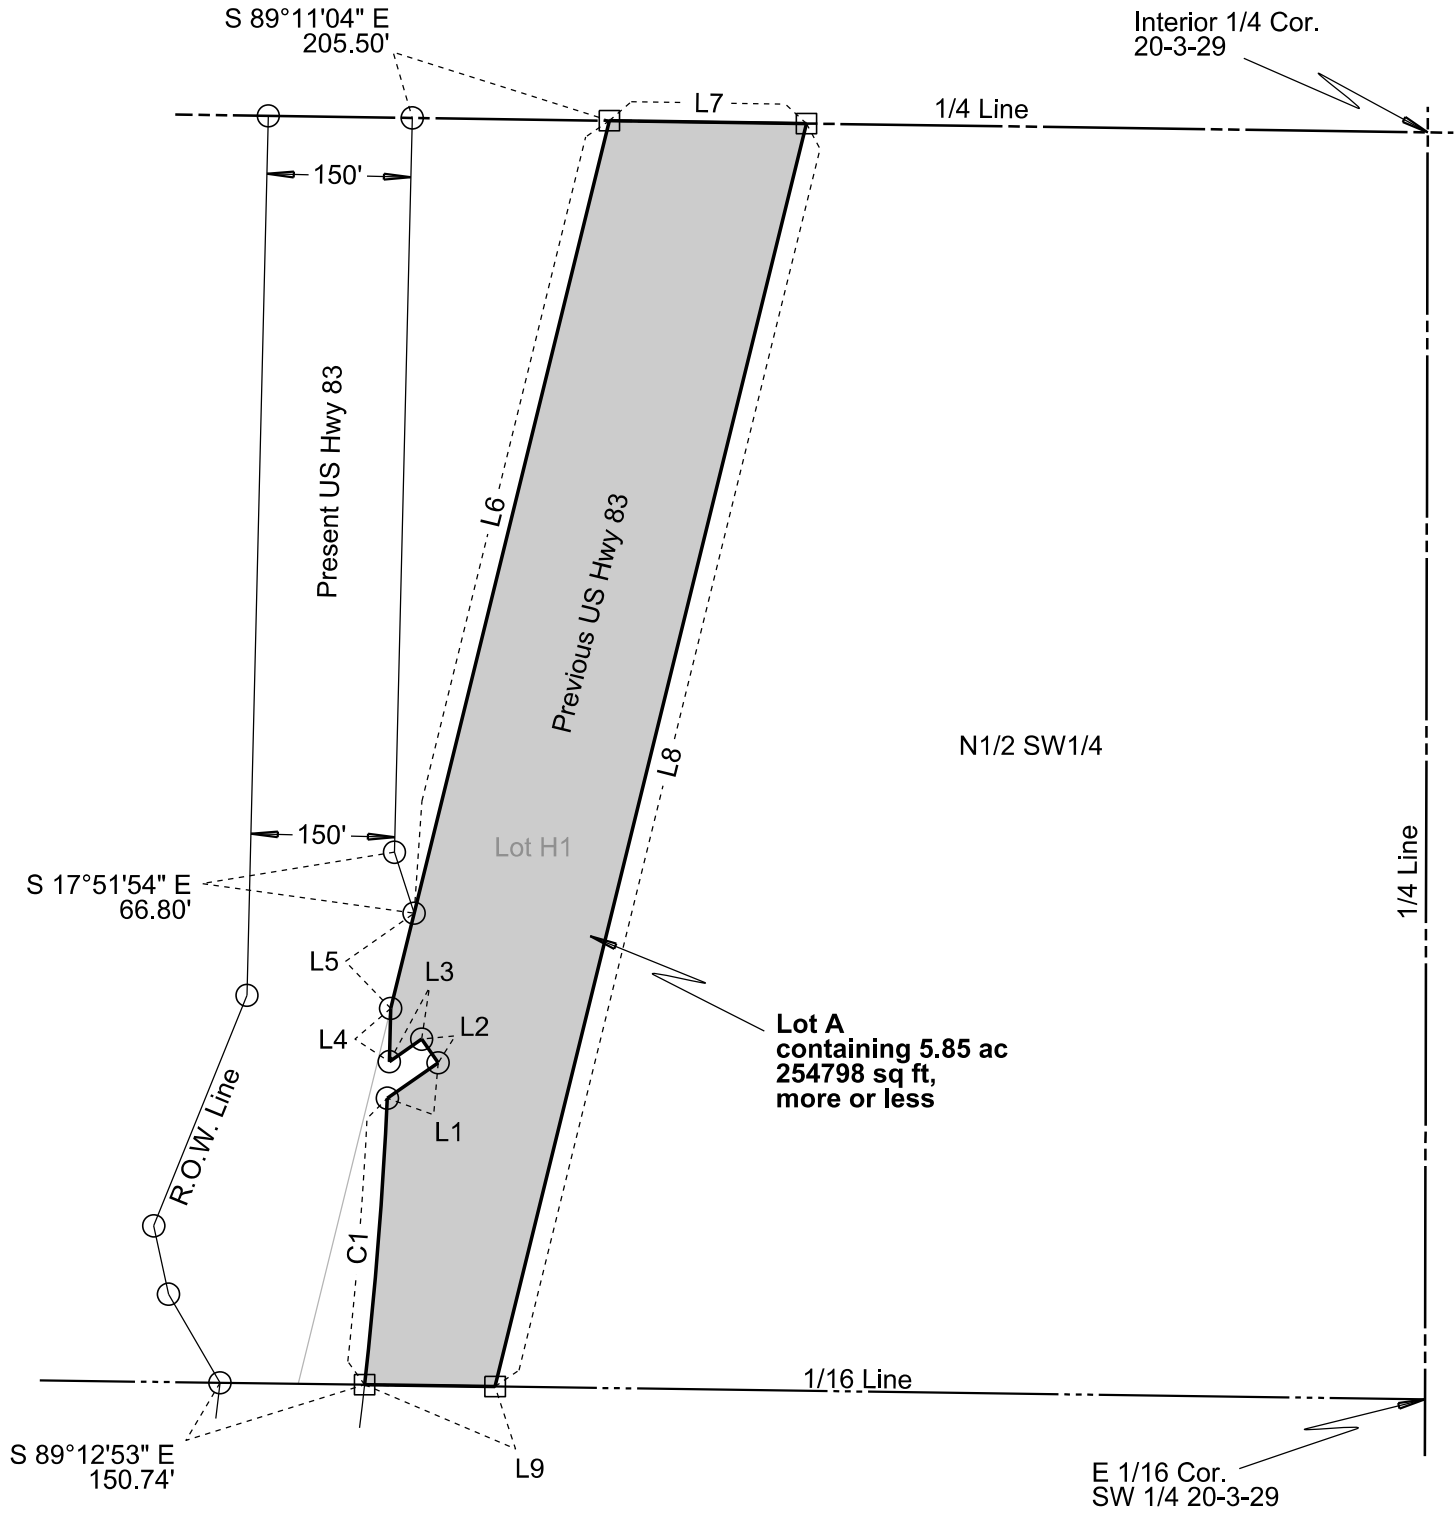 S 89°11'04" E
205.50'
Interior 1/4 Cor.
20-3-29
L7
1/4 Line
150'
Present US Hwy 83
L6
Previous US Hwy 83
L8
N1/2 SW1/4
150'
Lot H1
1/4 Line
S 17°51'54" E
66.80'
L5
L3
L4
L2
Lot A
containing 5.85 ac
254798 sq ft,
more or less
L1
R.O.W. Line
C1
1/16 Line
S 89°12'53" E
150.74'
L9
E 1/16 Cor.
SW 1/4 20-3-29